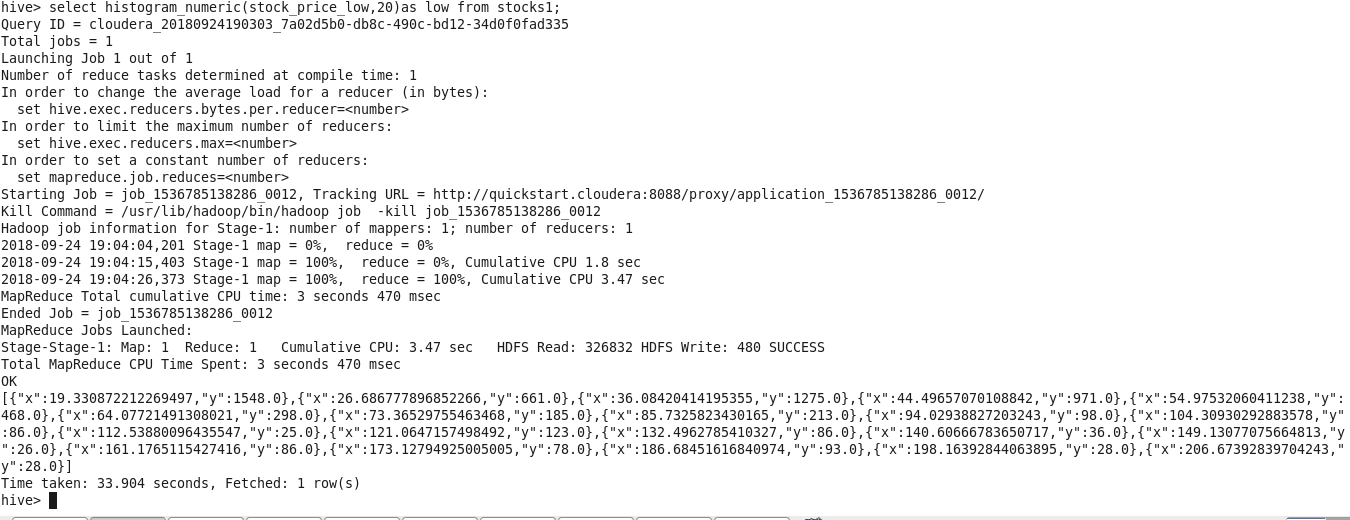 hive> select histogram_numeric(stock_price_low,20)as low from stocks1;
Query ID = cloudera_20180924190303_7a02d5b0-db8c-490c-bd12-34d0f0fad335
Total jobs = 1
Launching Job 1 out of 1
Number of reduce tasks determined at compile time: 1
In order to change the average load for a reducer (in bytes):
  set hive.exec.reducers.bytes.per.reducer=<number>
In order to limit the maximum number of reducers:
  set hive.exec.reducers.max=<number>
In order to set a constant number of reducers:
  set mapreduce.job.reduces=<number>
Starting Job = job_1536785138286_0012, Tracking URL = http://quickstart.cloudera:8088/proxy/application_1536785138286_0012/
Kill Command = /usr/lib/hadoop/bin/hadoop job  -kill job_1536785138286_0012
Hadoop job information for Stage-1: number of mappers: 1; number of reducers: 1
2018-09-24 19:04:04,201 Stage-1 map = 0%,  reduce = 0%
2018-09-24 19:04:15,403 Stage-1 map = 100%,  reduce = 0%, Cumulative CPU 1.8 sec
2018-09-24 19:04:26,373 Stage-1 map = 100%,  reduce = 100%, Cumulative CPU 3.47 sec
MapReduce Total cumulative CPU time: 3 seconds 470 msec
Ended Job = job_1536785138286_0012
MapReduce Jobs Launched:
Stage-Stage-1: Map: 1  Reduce: 1   Cumulative CPU: 3.47 sec   HDFS Read: 326832 HDFS Write: 480 SUCCESS
Total MapReduce CPU Time Spent: 3 seconds 470 msec
OK
[{"x":19.330872212269497,"y":1548.0},{"x":26.686777896852266,"y":661.0},{"x":36.08420414195355,"y":1275.0},{"x":44.49657070108842,"y":971.0},{"x":54.97532060411238,"y":
468.0},{"x":64.07721491308021,"y":298.0},{"x":73.36529755463468,"y":185.0},{"x":85.7325823430165,"y":213.0},{"x":94.02938827203243,"y":98.0},{"x":104.30930292883578,"y"
:86.0},{"x":112.53880096435547,"y":25.0},{"x":121.0647157498492,"y":123.0},{"x":132.4962785410327,"y":86.0},{"x":140.60666783650717,"y":36.0},{"x":149.13077075664813,"y
":26.0},{"x":161.1765115427416,"y":86.0},{"x":173.12794925005005,"y":78.0},{"x":186.68451616840974,"y":93.0},{"x":198.16392844063895,"y":28.0},{"x":206.67392839704243,"
y":28.0}]
Time taken: 33.904 seconds, Fetched: 1 row(s)
hive>